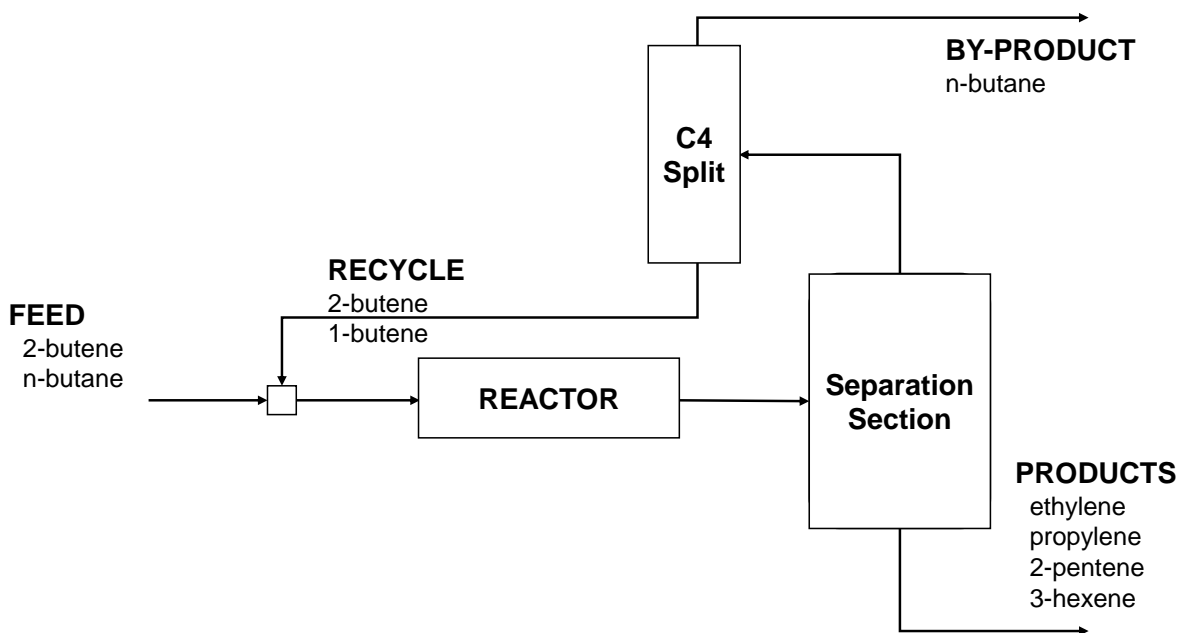 BY-PRODUCT
n-butane
C4
Split
RECYCLE
2-butene
1-butene
FEED
2-butene
n-butane
REACTOR
Separation
Section
PRODUCTS
ethylene
propylene
2-pentene
3-hexene